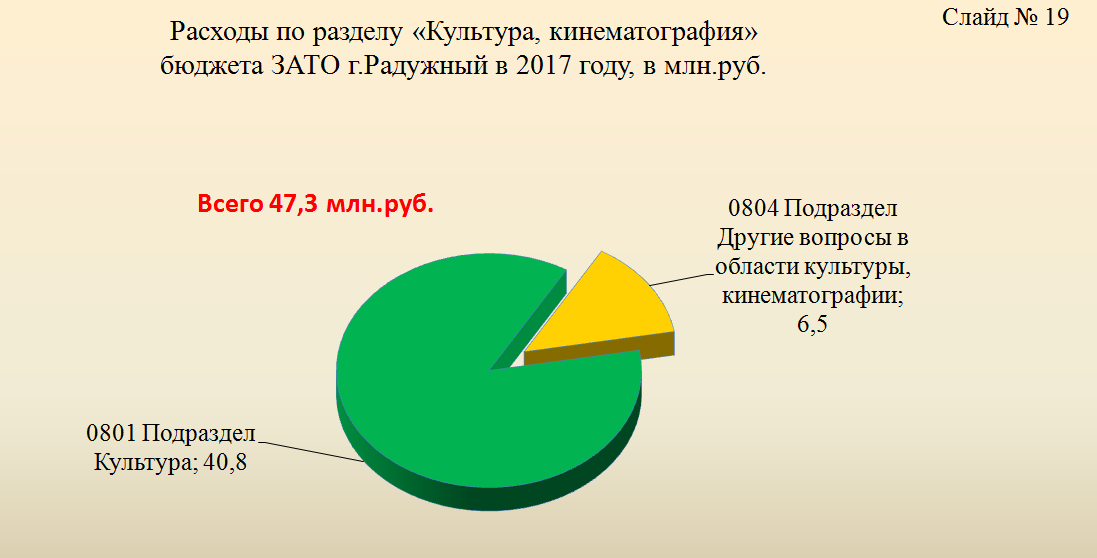 Слайд № 19
Расходы по разделу «Культура, кинематография»
бюджета ЗАТО г.Радужный в 2017 году, в млн.руб.
Всего 47,3 млн.руб.
0804 Подраздел
Другие вопросы в
области культуры,
кинематографии;
6,5
0801 Подраздел
Культура; 40,8